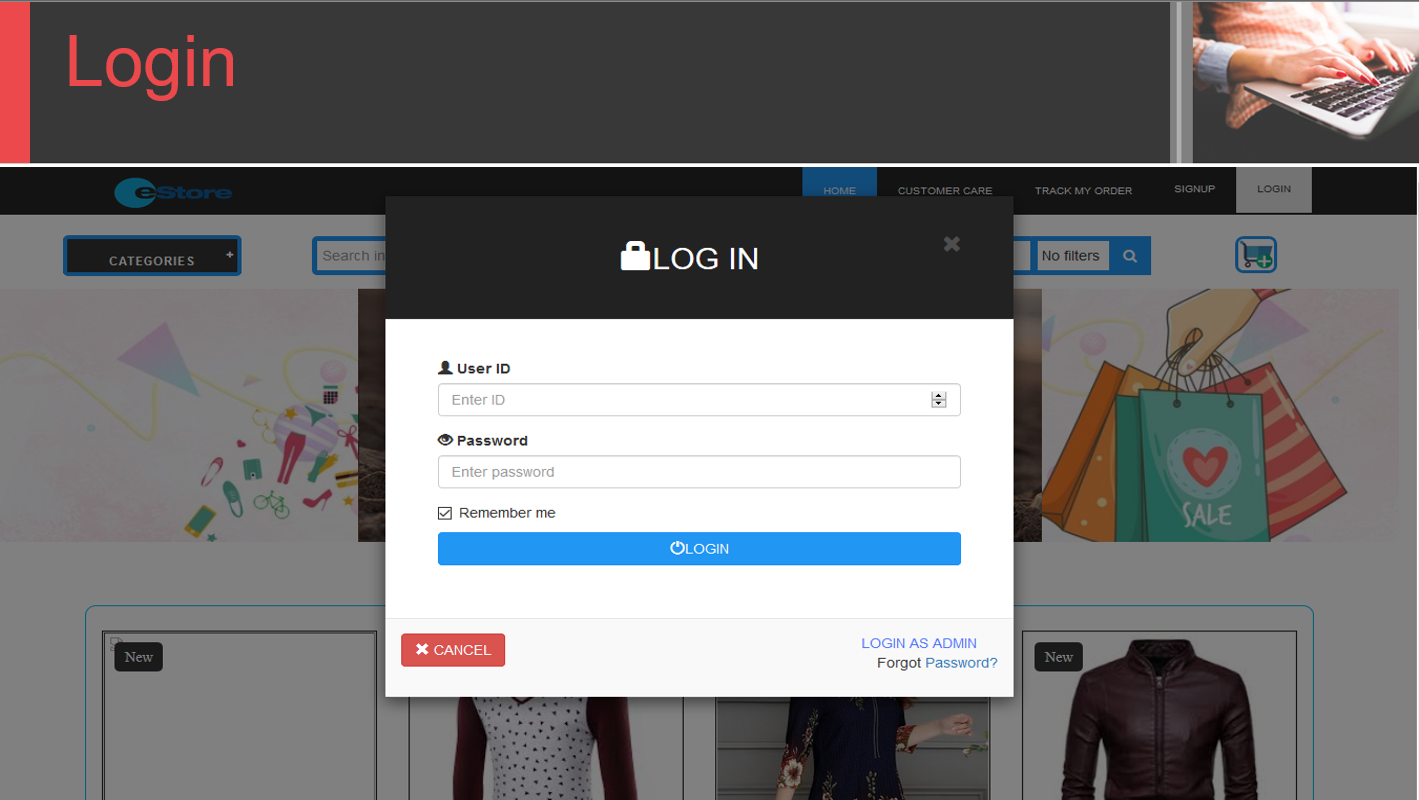 Login
eStore
HOME
CUSTOMER CARE
TRACK MY ORDER
SIGNUP
LOGIN
CATEGORIES +
Search in
No filters
LOG IN
User ID
Enter ID
Password
Enter password
Remember me
LOGIN
CANCEL
LOGIN AS ADMIN
Forgot Password?
SALE
New
New